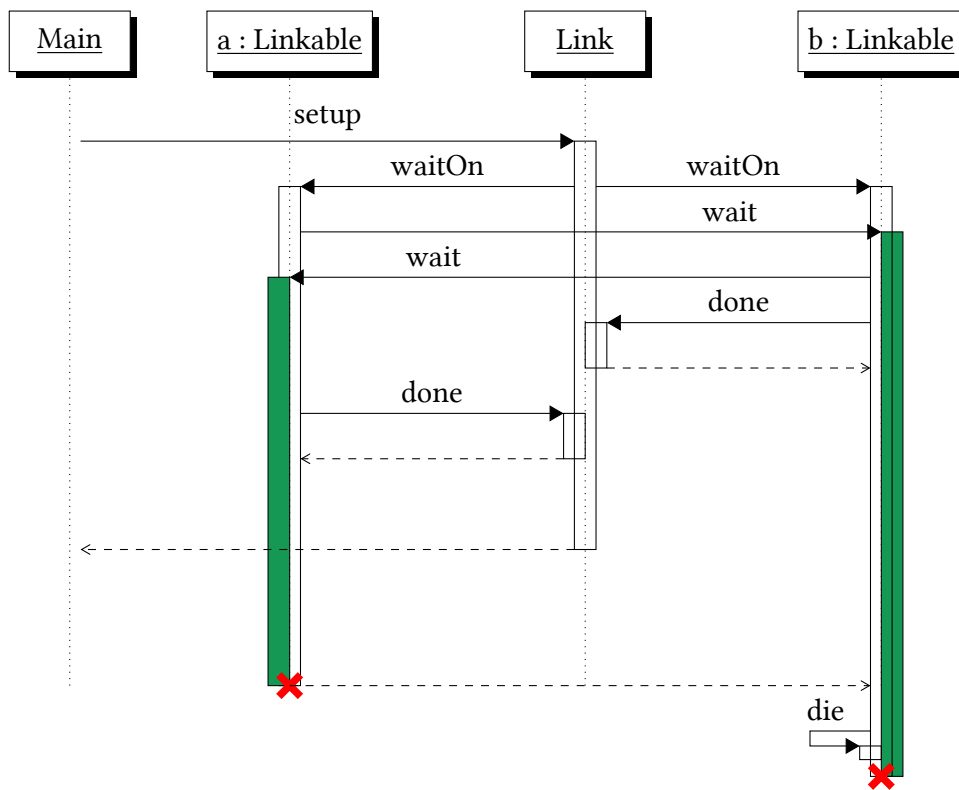 Main
a : Linkable
Link
b : Linkable
setup
waitOn
waitOn
wait
wait
done
done
die